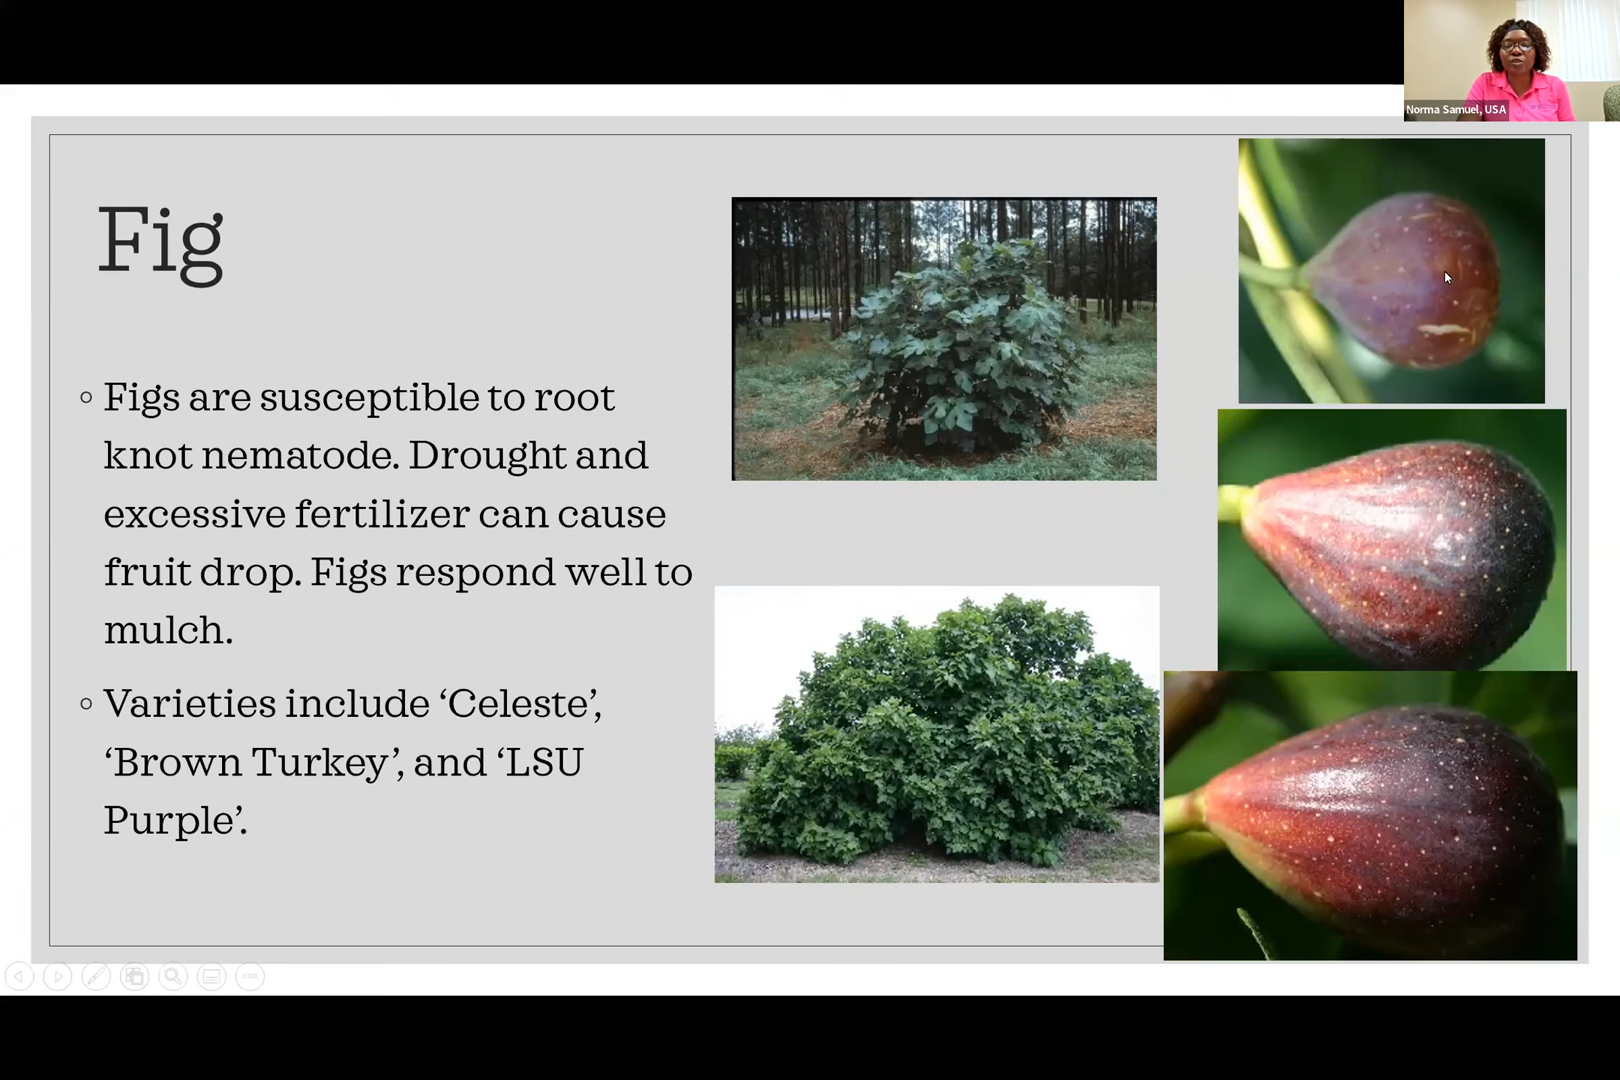 Norma Samuel, USA
Fig
◦ Figs are susceptible to root
knot nematode. Drought and
excessive fertilizer can cause
fruit drop. Figs respond well to
mulch.
◦ Varieties include ‘Celeste’,
‘Brown Turkey’, and ‘LSU
Purple’.